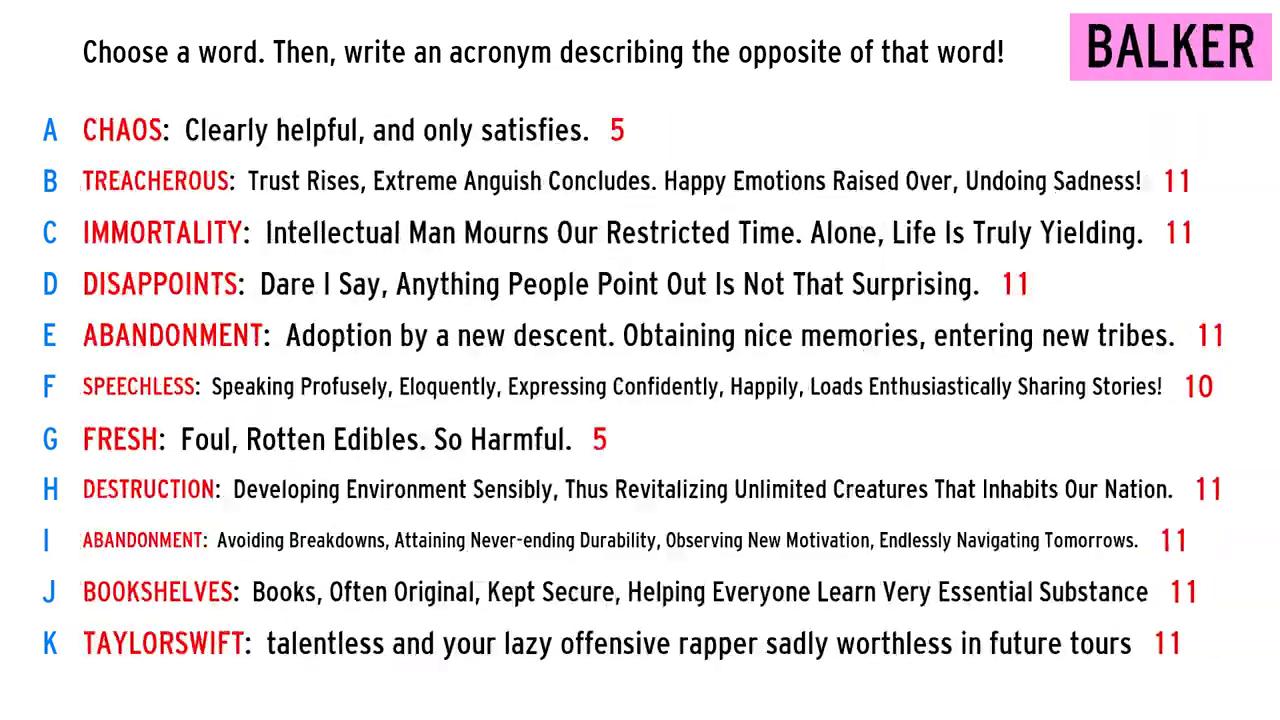 Choose a word. Then, write an acronym describing the opposite of that word!
BALKER
A CHAOS: Clearly helpful, and only satisfies. 5
B TREACHEROUS: Trust Rises, Extreme Anguish Concludes. Happy Emotions Raised Over, Undoing Sadness! 11
C IMMORTALITY: Intellectual Man Mourns Our Restricted Time. Alone, Life Is Truly Yielding. 11
D DISAPPOINTS: Dare I Say, Anything People Point Out Is Not That Surprising. 11
E ABANDONMENT: Adoption by a new descent. Obtaining nice memories, entering new tribes. 11
F SPEECHLESS: Speaking Profusely, Eloquently, Expressing Confidently, Happily, Loads Enthusiastically Sharing Stories! 10
G FRESH: Foul, Rotten Edibles. So Harmful. 5
H DESTRUCTION: Developing Environment Sensibly, Thus Revitalizing Unlimited Creatures That Inhabits Our Nation. 11
I ABANDONMENT: Avoiding Breakdowns, Attaining Never-ending Durability, Observing New Motivation, Endlessly Navigating Tomorrows. 11
J BOOKSHELVES: Books, Often Original, Kept Secure, Helping Everyone Learn Very Essential Substance 11
K TAYLORSWIFT: talentless and your lazy offensive rapper sadly worthless in future tours 11